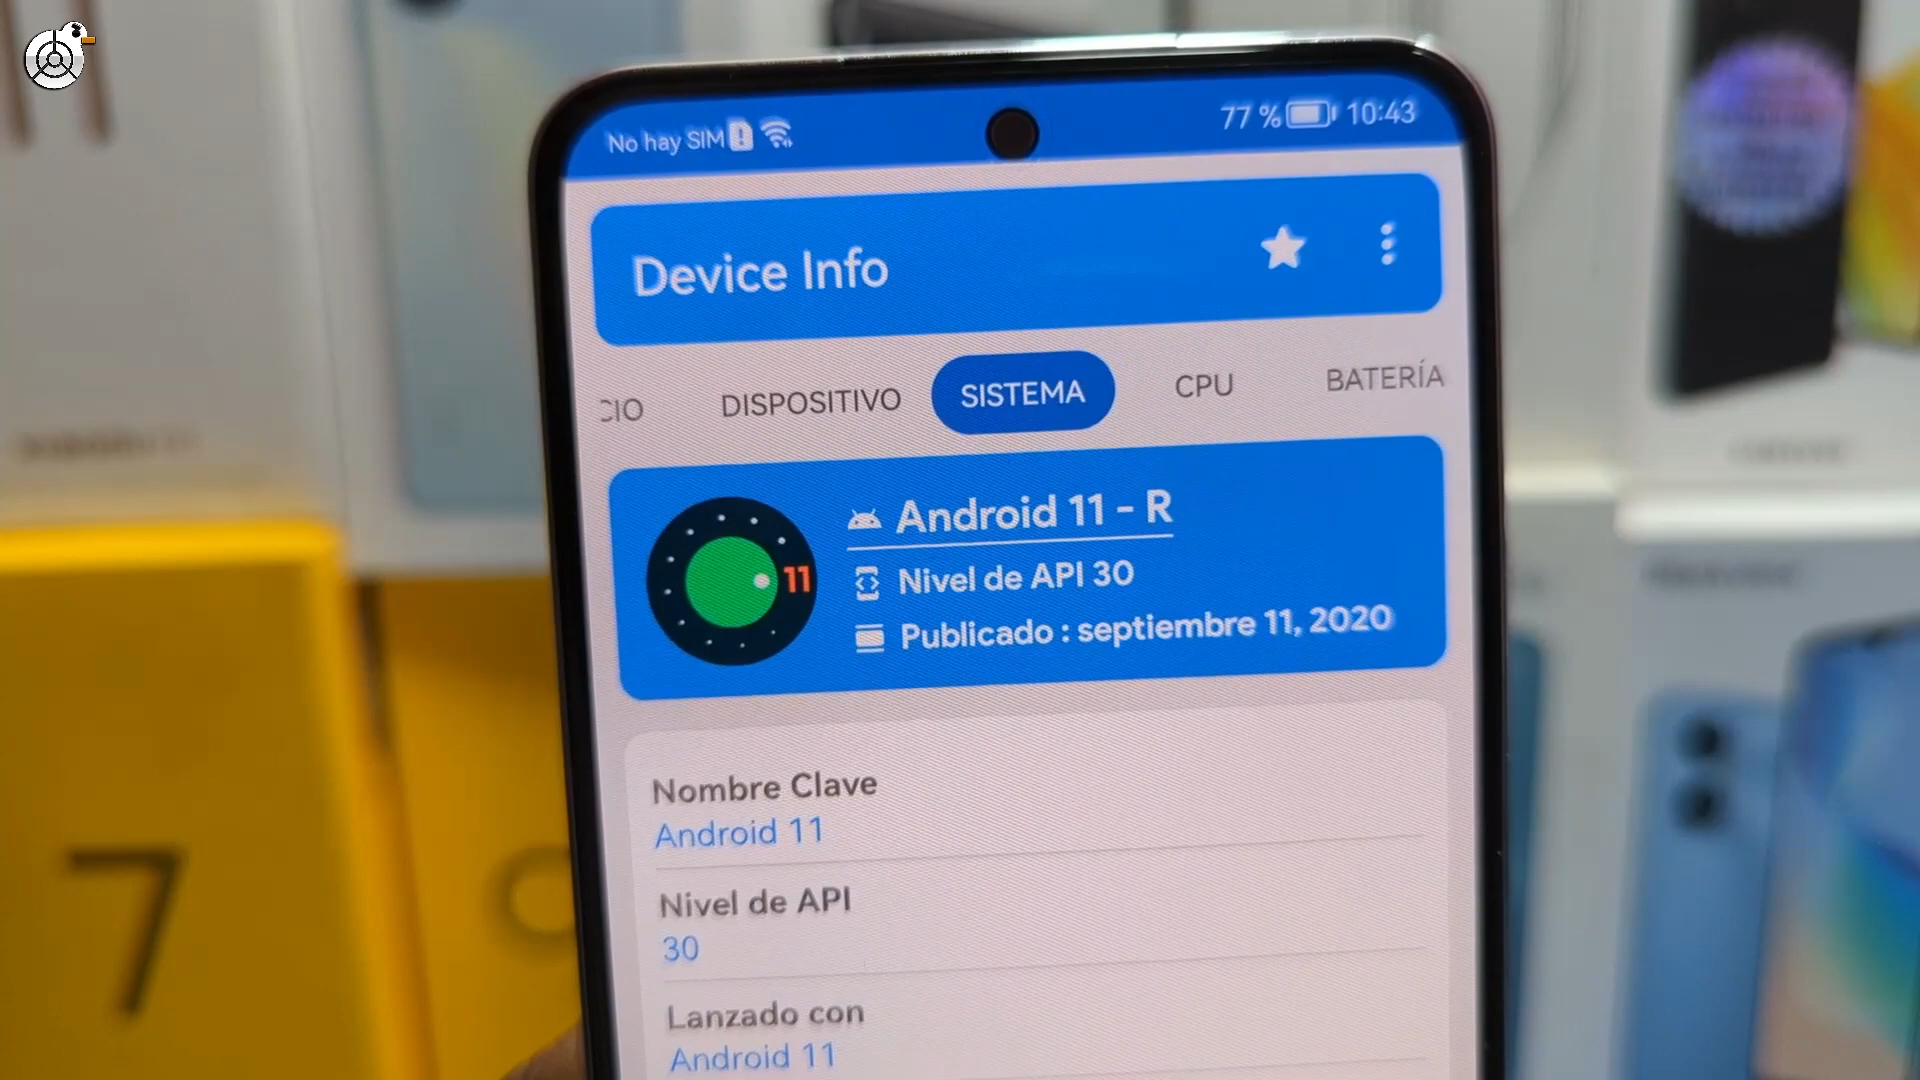 No hay SIM
77 % 10:43
Device Info
CIO DISPOSITIVO SISTEMA CPU BATERÍA
11
Android 11 - R
Nivel de API 30
Publicado : septiembre 11, 2020
Nombre Clave
Android 11
Nivel de API
30
Lanzado con
Android 11
7